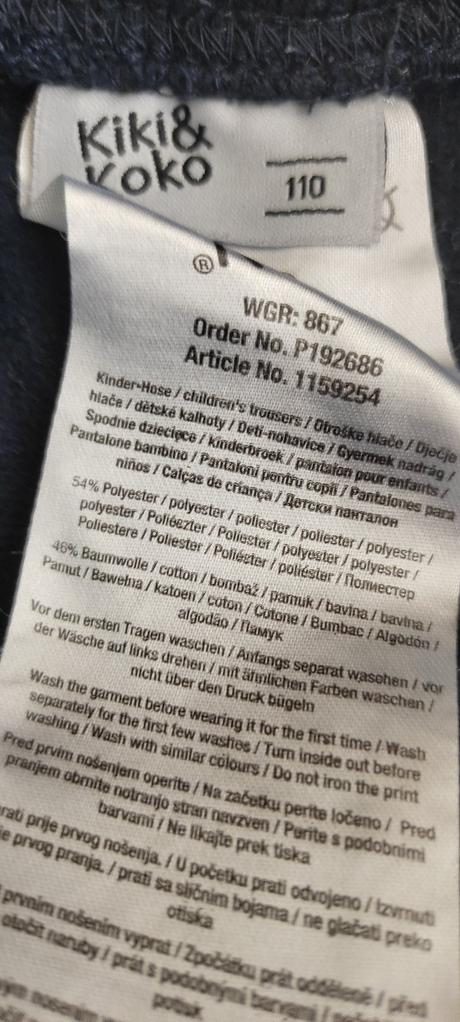 Kiki&
Koko
110
®
WGR: 867
Order No. P192686
Article No. 1159254
Kinder-Hose / children's trousers / Otroške hlače / Dječje
hlače / dětské kalhoty / Deti-nohavice / Gyermek nadrág /
Spodnie dziecięce / kinderbroek / pantalon pour enfants /
Pantalone bambino / Pantaloni pentru copii / Pantalones para
niños / Calças de criança / Детски панталон
54% Polyester / polyester / poliester / poliester / polyester /
polyester / Poliészter / Poliester / polyester / polyester /
Poliestere / Poliester / Poliéster / poliéster / Полиестер
46% Baumwolle / cotton / bombaž / pamuk / bavlna / bavlna /
Pamut / Bawełna / katoen / coton / Cotone / Bumbac / Algodón /
algodão / Памук
Vor dem ersten Tragen waschen / Anfangs separat waschen / vor
der Wäsche auf links drehen / mit ähnlichen Farben waschen /
nicht über den Druck bügeln
Wash the garment before wearing it for the first time / Wash
separately for the first few washes / Turn inside out before
washing / Wash with similar colours / Do not iron the print
Pred prvim nošenjem operite / Na začetku perite ločeno / Pred
pranjem obrnite notranjo stran navzven / Perite s podobnimi
barvami / Ne likajte prek tiska
prati prije prvog nošenja. / U početku prati odvojeno / Izvrnuti
prve prvog pranja. / prati sa sličnim bojama / ne glačati preko
otiska
prvním nošením vyprat / Zpočátku prát odděleně / před
otočit naruby / prát s podobnými barvami /
potisk